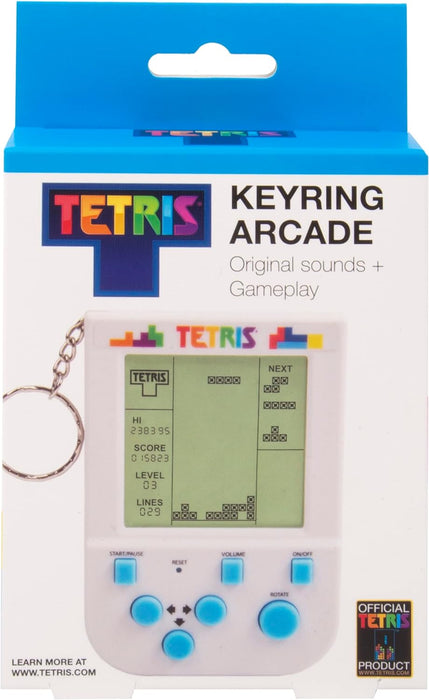 TETRIS
TETRIS
KEYRING
ARCADE
Original sounds +
Gameplay
TETRIS
TETRIS
NEXT
HI
238395
SCORE
015823
LEVEL
03
LINES
029
START/PAUSE
RESET
VOLUME
ON/OFF
ROTATE
LEARN MORE AT
WWW.TETRIS.COM
OFFICIAL
TETRIS
PRODUCT